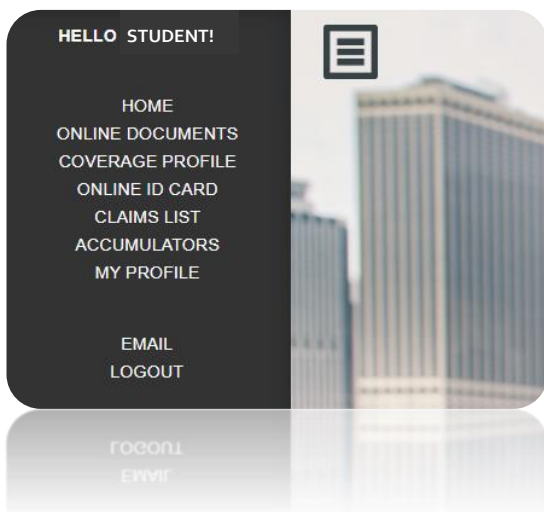 HELLO STUDENT!
HOME
ONLINE DOCUMENTS
COVERAGE PROFILE
ONLINE ID CARD
CLAIMS LIST
ACCUMULATORS
MY PROFILE
EMAIL
LOGOUT